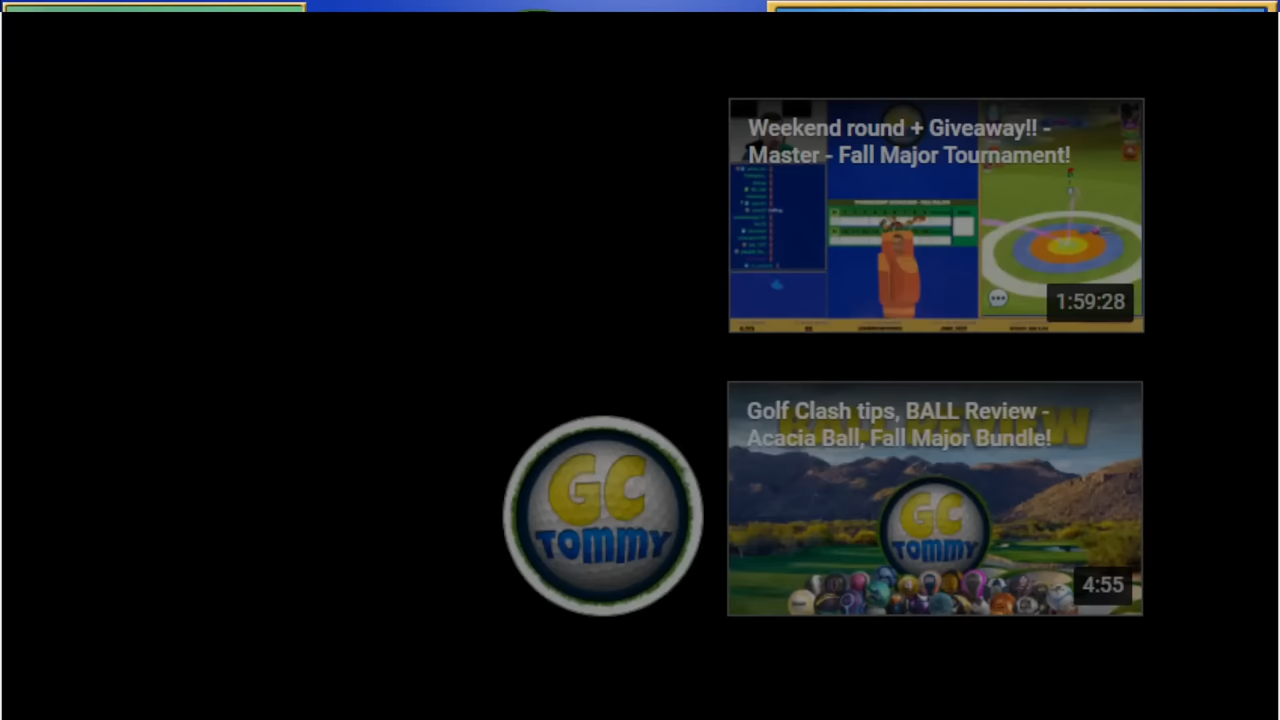 Weekend round + Giveaway!! -
Master - Fall Major Tournament!
1:59:28
Golf Clash tips, BALL Review -
Acacia Ball, Fall Major Bundle!
GC
TOMMY
GC
TOMMY
4:55